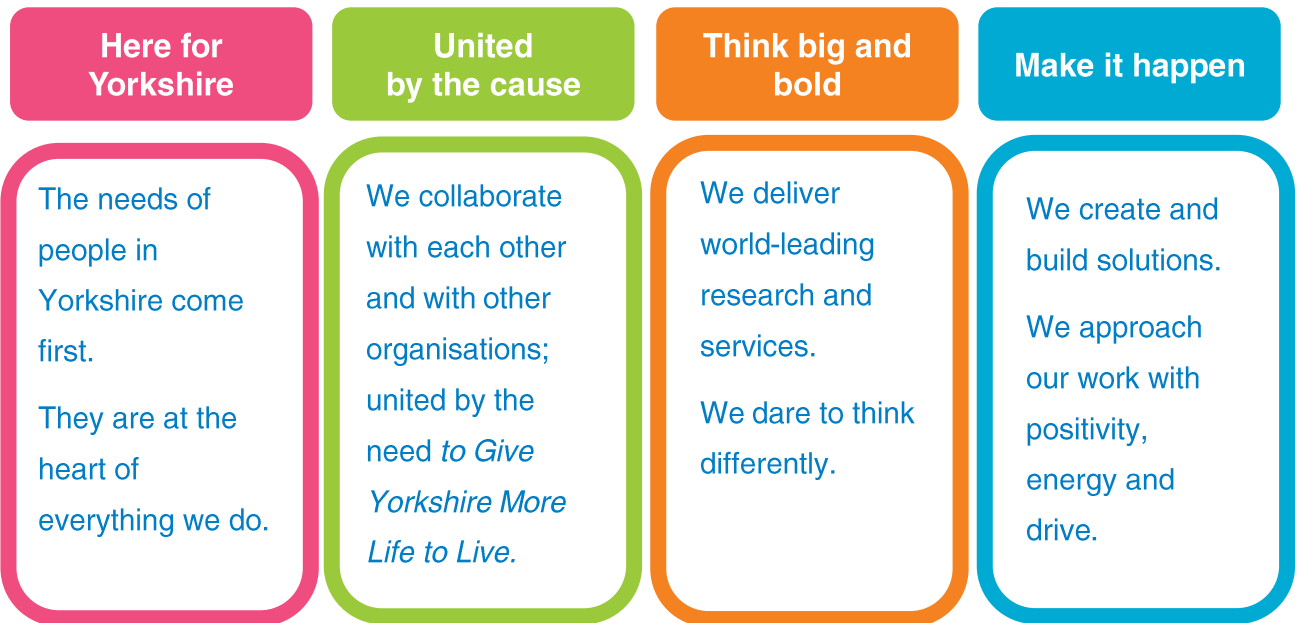 Here for
Yorkshire
The needs of
people in
Yorkshire come
first.
They are at the
heart of
everything we do.
United
by the cause
We collaborate
with each other
and with other
organisations;
united by the
need to Give
Yorkshire More
Life to Live.
Think big and
bold
We deliver
world-leading
research and
services.
We dare to think
differently.
Make it happen
We create and
build solutions.
We approach
our work with
positivity,
energy and
drive.